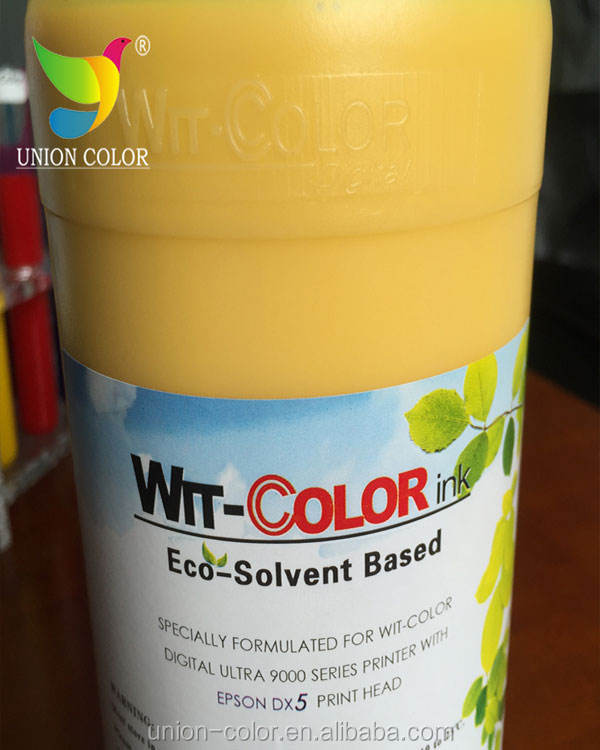 ®
UNION COLOR
WIT-COLOR
WIT-COLOR ink
Eco-Solvent Based
SPECIALLY FORMULATED FOR WIT-COLOR
DIGITAL ULTRA 9000 SERIES PRINTER WITH
EPSON DX5 PRINT HEAD
WARNING:
union-color.en.alibaba.com